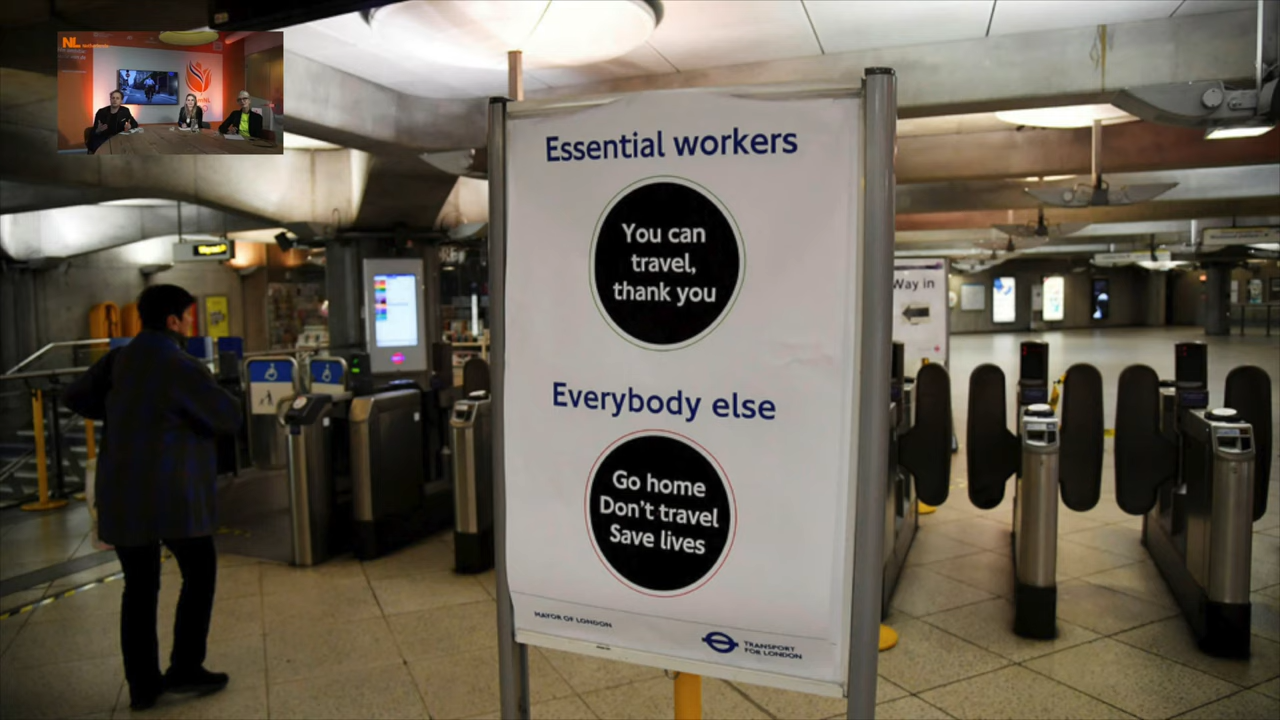 NL
Essential workers
You can
travel,
thank you
Way in
Everybody else
Go home
Don't travel
Save lives
MAYOR OF LONDON
TRANSPORT
FOR LONDON